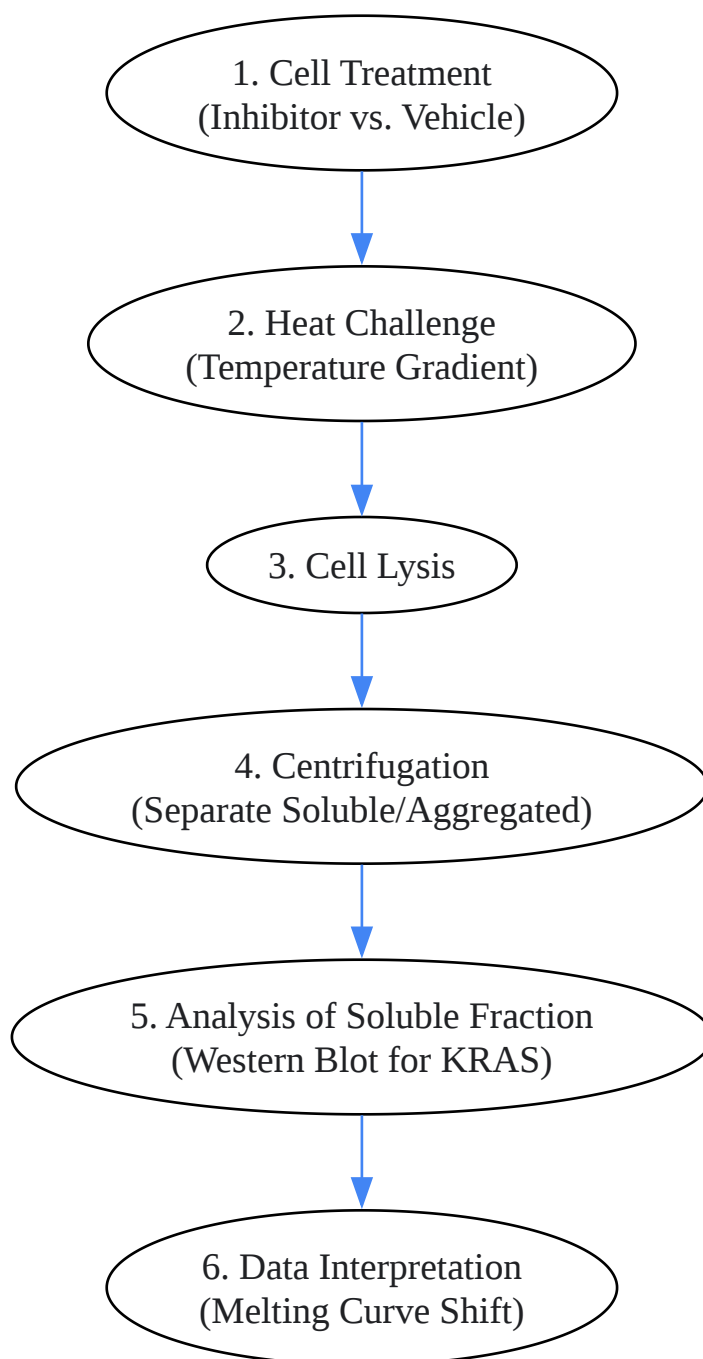 1. Cell Treatment
(Inhibitor vs. Vehicle)
2. Heat Challenge
(Temperature Gradient)
3. Cell Lysis
4. Centrifugation
(Separate Soluble/Aggregated)
5. Analysis of Soluble Fraction
(Western Blot for KRAS)
6. Data Interpretation
(Melting Curve Shift)